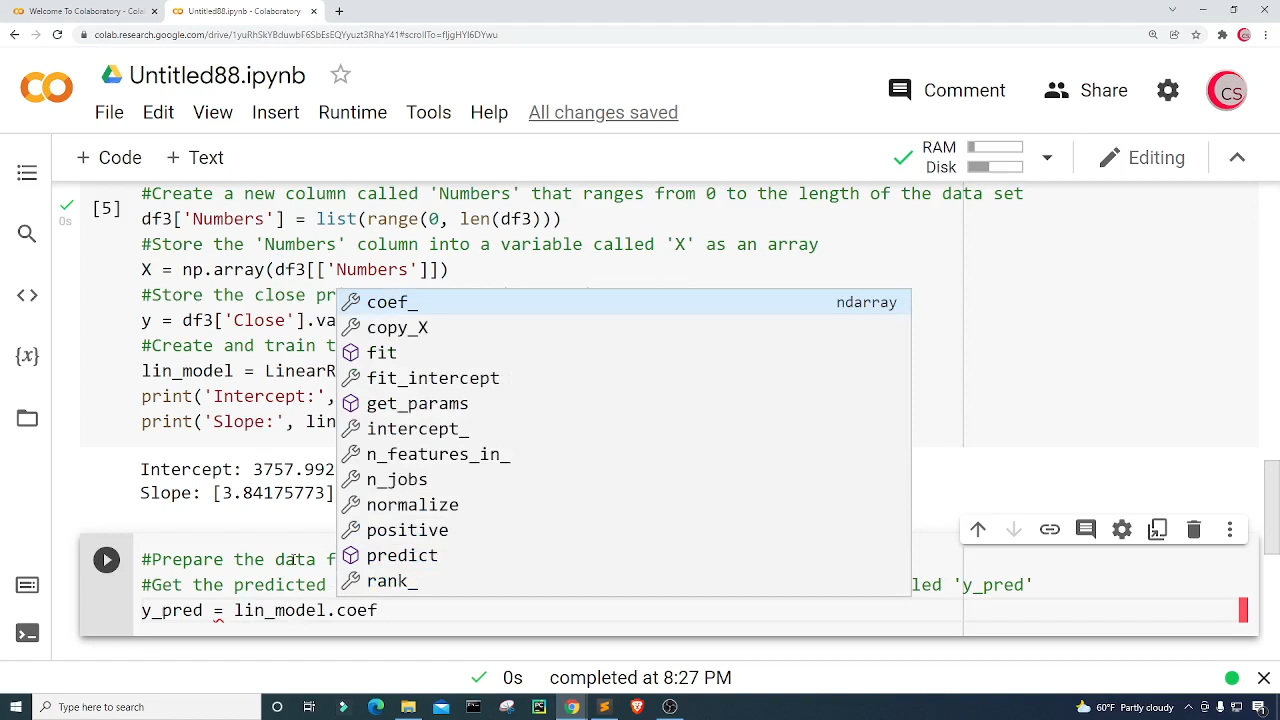 Welcome To Colaboratory - Colab
Untitled88.ipynb - Colaboratory
colab.research.google.com/drive/1yuRhSkYBduwbF6SbEsEQYyuzt3RhaY41#scrollTo=fIjgHYI6DYwu
Untitled88.ipynb
CS
File Edit View Insert Runtime Tools Help All changes saved
Comment Share
+ Code + Text
RAM
Disk
Editing
[5]
0s
#Create a new column called 'Numbers' that ranges from 0 to the length of the data set
df3['Numbers'] = list(range(0, len(df3)))
#Store the 'Numbers' column into a variable called 'X' as an array
X = np.array(df3[['Numbers']])
#Store the close pr
y = df3['Close'].va
#Create and train t
lin_model = LinearR
print('Intercept:',
print('Slope:', lin
coef_ ndarray
copy_X
fit
fit_intercept
get_params
intercept_
n_features_in_
n_jobs
normalize
positive
predict
rank_
Intercept: 3757.992
Slope: [3.84175773]
#Prepare the data f
#Get the predicted led 'y_pred'
y_pred = lin_model.coef
0s completed at 8:27 PM
Type here to search
60°F Partly cloudy